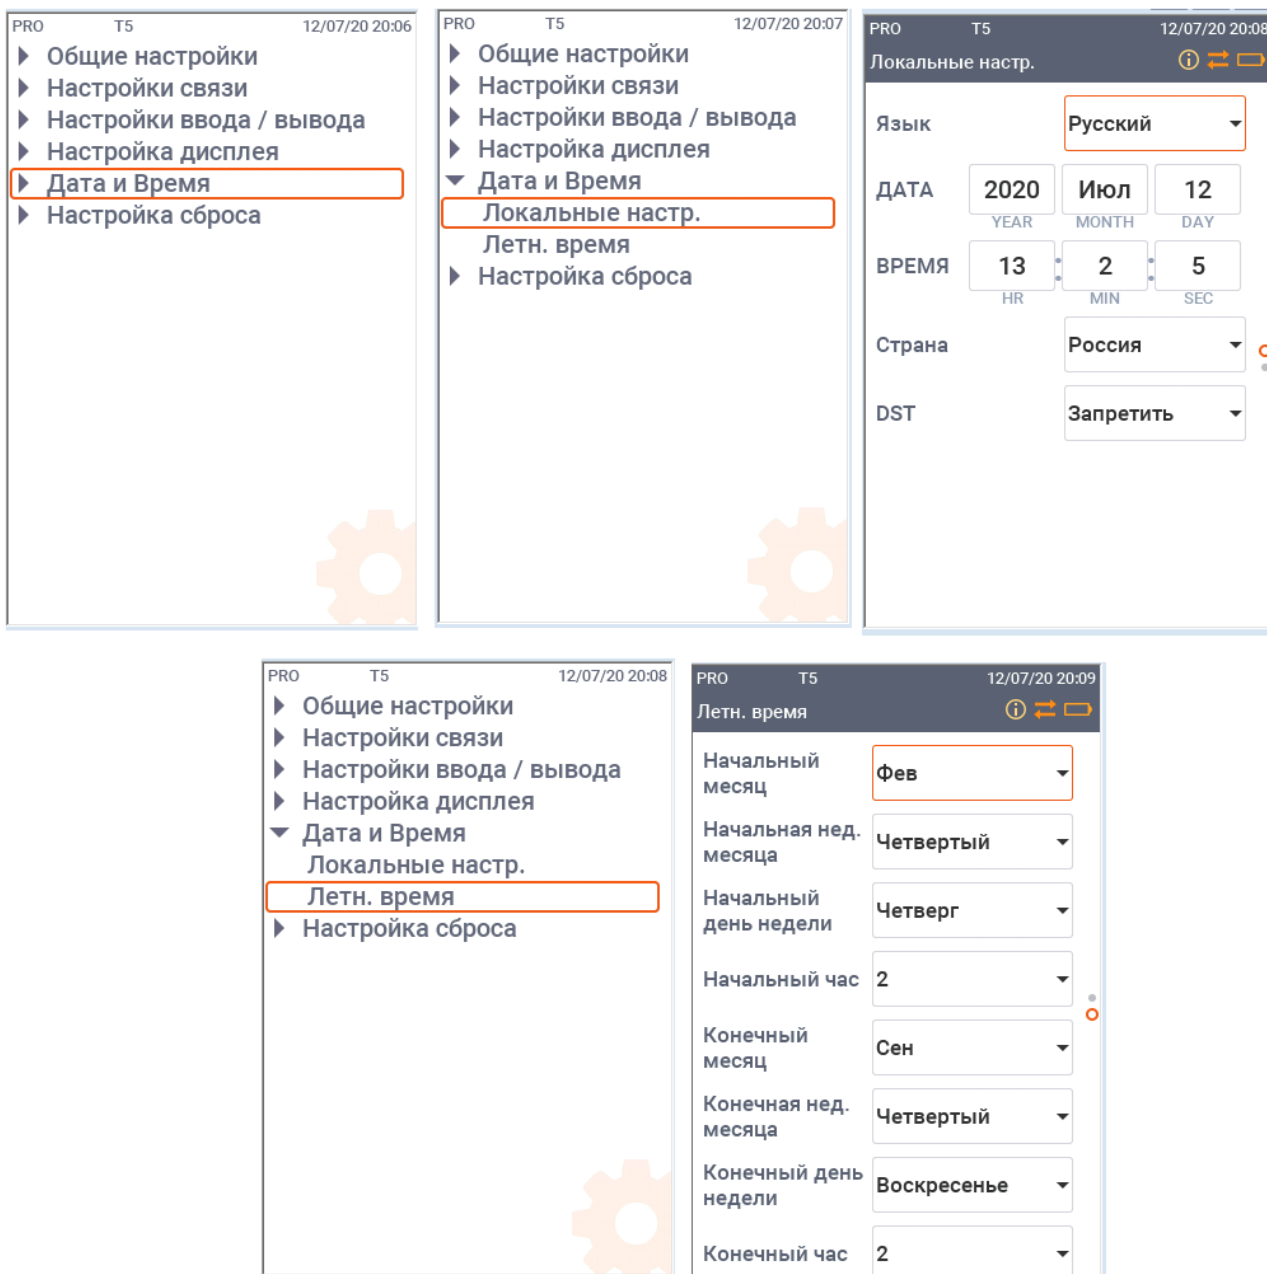 PRO T5 12/07/20 20:06
Общие настройки
Настройки связи
Настройки ввода / вывода
Настройка дисплея
Дата и Время
Настройка сброса
PRO T5 12/07/20 20:07
Общие настройки
Настройки связи
Настройки ввода / вывода
Настройка дисплея
Дата и Время
Локальные настр.
Летн. время
Настройка сброса
PRO T5 12/07/20 20:08
Локальные настр.
Язык Русский
ДАТА 2020 Июл 12
YEAR MONTH DAY
ВРЕМЯ 13 : 2 : 5
HR MIN SEC
Страна Россия
DST Запретить
PRO T5 12/07/20 20:08
Общие настройки
Настройки связи
Настройки ввода / вывода
Настройка дисплея
Дата и Время
Локальные настр.
Летн. время
Настройка сброса
PRO T5 12/07/20 20:09
Летн. время
Начальный
месяц
Фев
Начальная нед.
месяца
Четвертый
Начальный
день недели
Четверг
Начальный час 2
Конечный
месяц
Сен
Конечная нед.
месяца
Четвертый
Конечный день
недели
Воскресенье
Конечный час 2